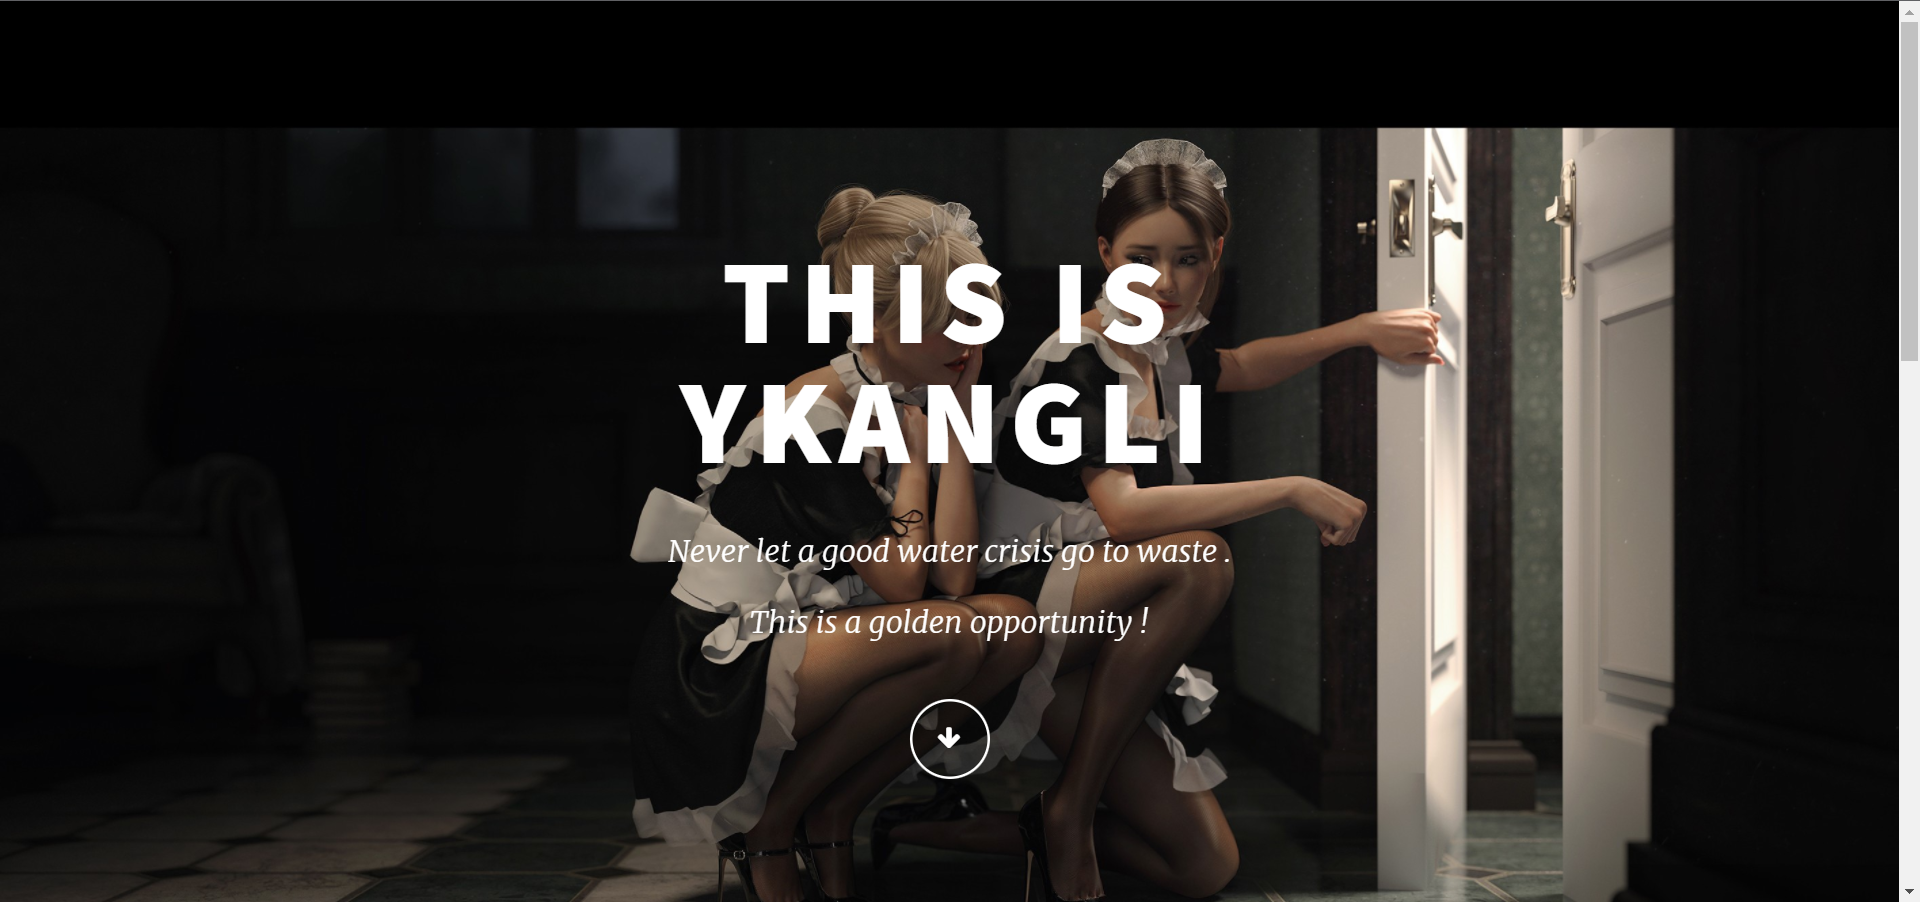 THIS IS
YKANGLI
Never let a good water crisis go to waste .
This is a golden opportunity !